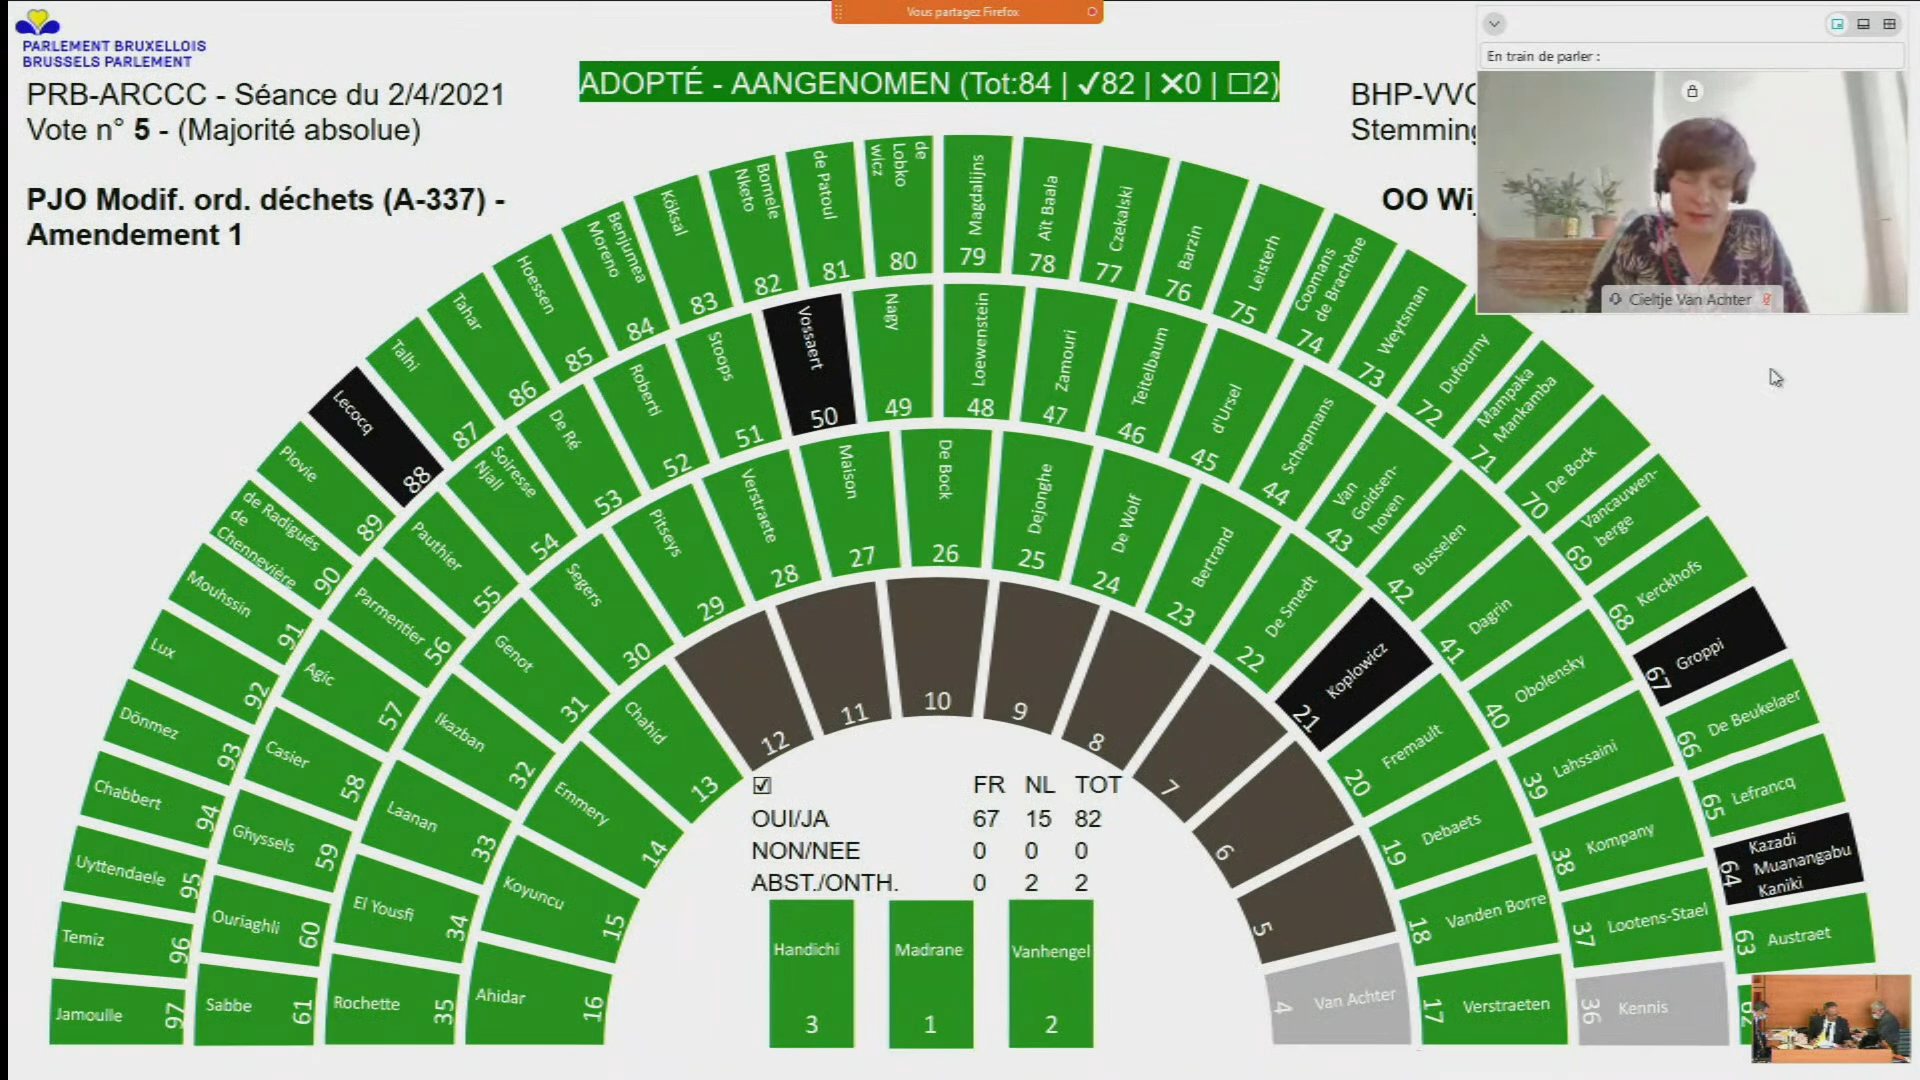 Vous partagez Firefox
PARLEMENT BRUXELLOIS
BRUSSELS PARLEMENT
PRB-ARCCC - Séance du 2/4/2021
Vote n° 5 - (Majorité absolue)
PJO Modif. ord. déchets (A-337) -
Amendement 1
ADOPTÉ - AANGENOMEN (Tot:84 | ✓82 | ✕0 | ☐2)
BHP-VVC
Stemming
OO Wij
En train de parler :
Cieltje Van Achter
Jamoulle 97
Temiz 96
Uyttendaele 95
Chabbert 94
Dönmez 93
Lux 92
Mouhssin 91
de Radiguès
de
Chennevière 90
Plovie 89
Lecocq 88
Talhi 87
Tahar 86
Hoessen 85
Benjumea
Moreno 84
Köksal 83
Bomele
Nketo 82
de Patoul 81
de
Lobko
wicz 80
Magdalijns 79
Aït Baala 78
Czekalski 77
Barzin 76
Leisterh 75
Coomans
de Brachène 74
Weytsman 73
Dufourny 72
Mampaka
Mankamba 71
De Bock 70
Vancauwen-
berge 69
Kerckhofs 68
Groppi 67
De Beukelaer 66
Lefrancq 65
Kazadi
Muanangabu
Kaniki 64
Austraet 63
62
Sabbe 61
Ouriaghli 60
Ghyssels 59
Casier 58
Agic 57
Parmentier 56
Pauthier 55
Soiresse
Njall 54
De Ré 53
Roberti 52
Stoops 51
Vossaert 50
Nagy 49
Loewenstein 48
Zamouri 47
Teitelbaum 46
d'Ursel 45
Schepmans 44
Van
Goidsen-
hoven 43
Busselen 42
Dagrin 41
Obolensky 40
Lahssaini 39
Kompany 38
Lootens-Stael 37
Kennis 36
Rochette 35
El Yousfi 34
Laanan 33
Ikazban 32
Genot 31
Segers 30
Pitseys 29
Verstraete 28
Maison 27
De Bock 26
Dejonghe 25
De Wolf 24
Bertrand 23
De Smedt 22
Koplowicz 21
Fremault 20
Debaets 19
Vanden Borre 18
Verstraeten 17
Ahidar 16
Koyuncu 15
Emmery 14
Chahid 13
12
11
10
9
8
7
6
5
Van Achter 4
☑ FR NL TOT
OUI/JA 67 15 82
NON/NEE 0 0 0
ABST./ONTH. 0 2 2
Handichi 3
Madrane 1
Vanhengel 2